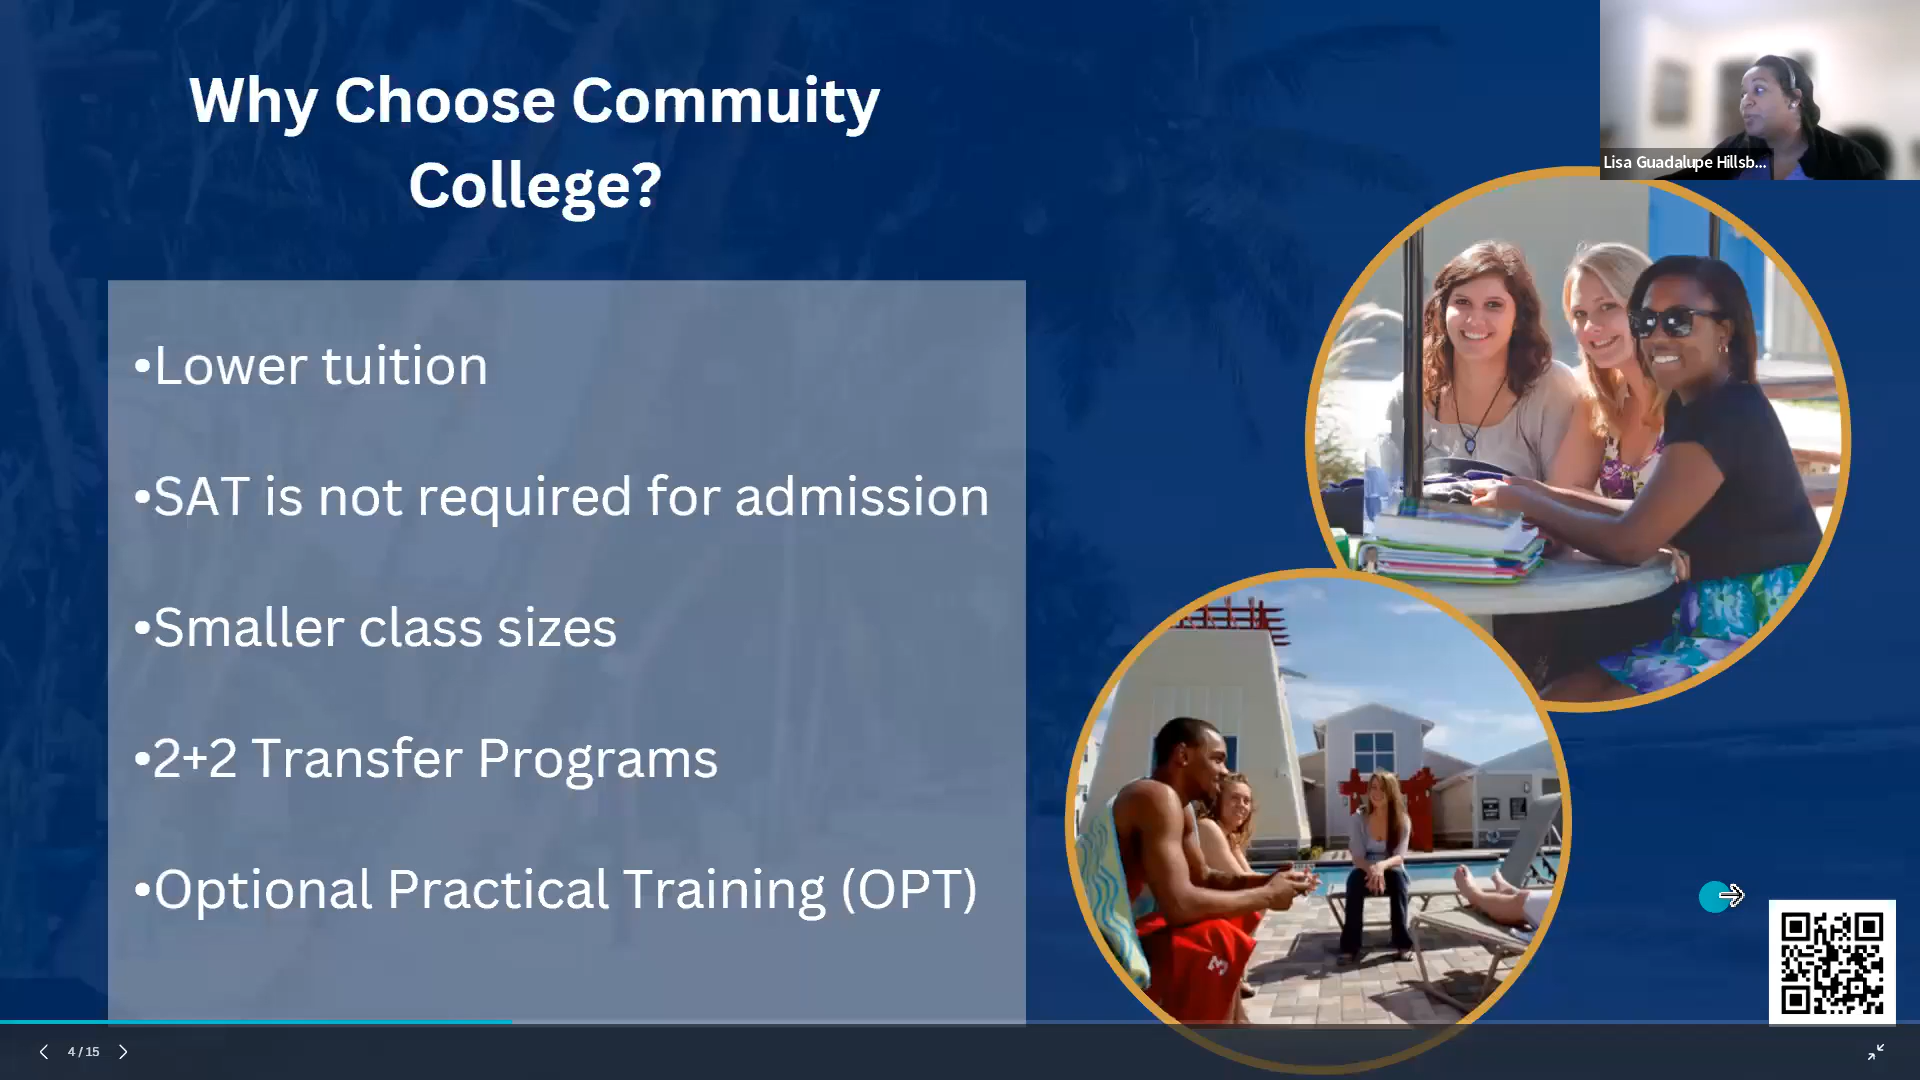 Why Choose Commuity
College?
•Lower tuition
•SAT is not required for admission
•Smaller class sizes
•2+2 Transfer Programs
•Optional Practical Training (OPT)
Lisa Guadalupe Hillsb...
4 / 15